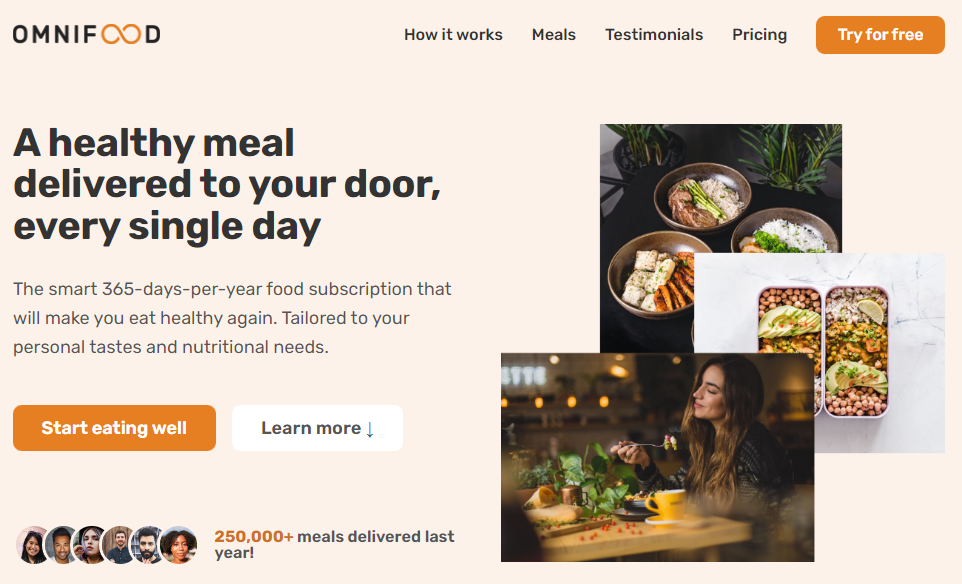 OMNIFOOD
How it works
Meals
Testimonials
Pricing
Try for free
A healthy meal
delivered to your door,
every single day
The smart 365-days-per-year food subscription that
will make you eat healthy again. Tailored to your
personal tastes and nutritional needs.
Start eating well
Learn more ↓
250,000+ meals delivered last
year!